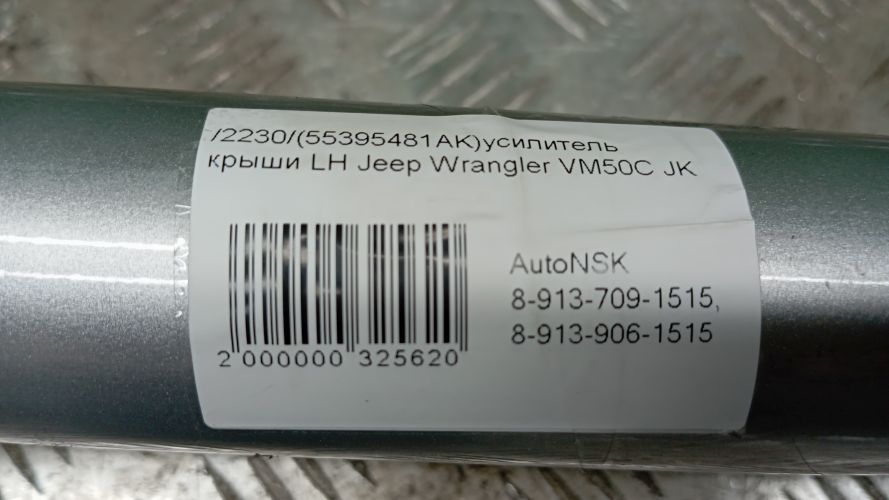 /2230/(55395481AK)усилитель
крыши LH Jeep Wrangler VM50C JK
AutoNSK
8-913-709-1515,
8-913-906-1515
2 000000 325620